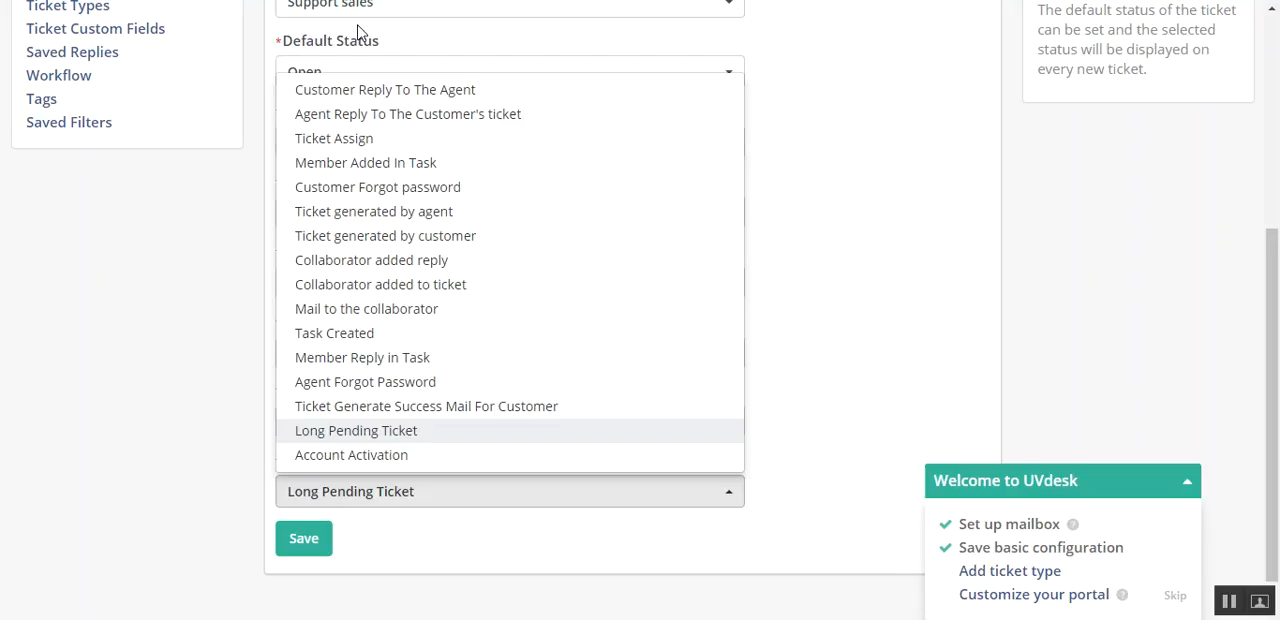 Ticket Types
Ticket Custom Fields
Saved Replies
Workflow
Tags
Saved Filters
Support sales
*Default Status
Open
Customer Reply To The Agent
Agent Reply To The Customer's ticket
Ticket Assign
Member Added In Task
Customer Forgot password
Ticket generated by agent
Ticket generated by customer
Collaborator added reply
Collaborator added to ticket
Mail to the collaborator
Task Created
Member Reply in Task
Agent Forgot Password
Ticket Generate Success Mail For Customer
Long Pending Ticket
Account Activation
Long Pending Ticket
Save
The default status of the ticket
can be set and the selected
status will be displayed on
every new ticket.
Welcome to UVdesk
Set up mailbox ?
Save basic configuration
Add ticket type
Customize your portal ?
Skip